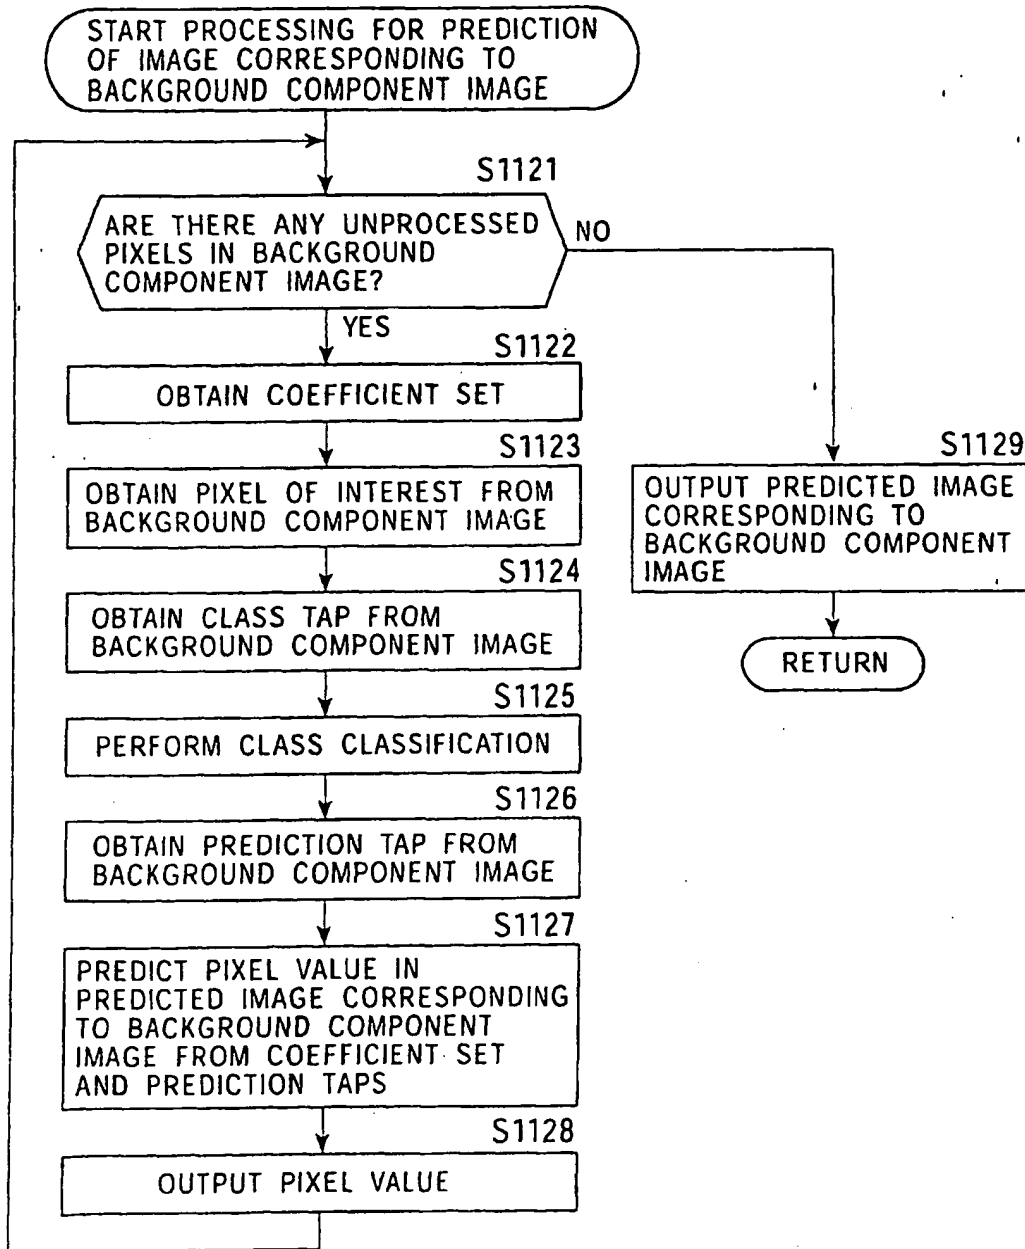 START PROCESSING FOR PREDICTION
OF IMAGE CORRESPONDING TO
BACKGROUND COMPONENT IMAGE
S1121
ARE THERE ANY UNPROCESSED
PIXELS IN BACKGROUND
COMPONENT IMAGE?
NO
YES
S1122
OBTAIN COEFFICIENT SET
S1123
OBTAIN PIXEL OF INTEREST FROM
BACKGROUND COMPONENT IMAGE
S1124
OBTAIN CLASS TAP FROM
BACKGROUND COMPONENT IMAGE
S1125
PERFORM CLASS CLASSIFICATION
S1126
OBTAIN PREDICTION TAP FROM
BACKGROUND COMPONENT IMAGE
S1127
PREDICT PIXEL VALUE IN
PREDICTED IMAGE CORRESPONDING
TO BACKGROUND COMPONENT
IMAGE FROM COEFFICIENT SET
AND PREDICTION TAPS
S1128
OUTPUT PIXEL VALUE
S1129
OUTPUT PREDICTED IMAGE
CORRESPONDING TO
BACKGROUND COMPONENT
IMAGE
RETURN